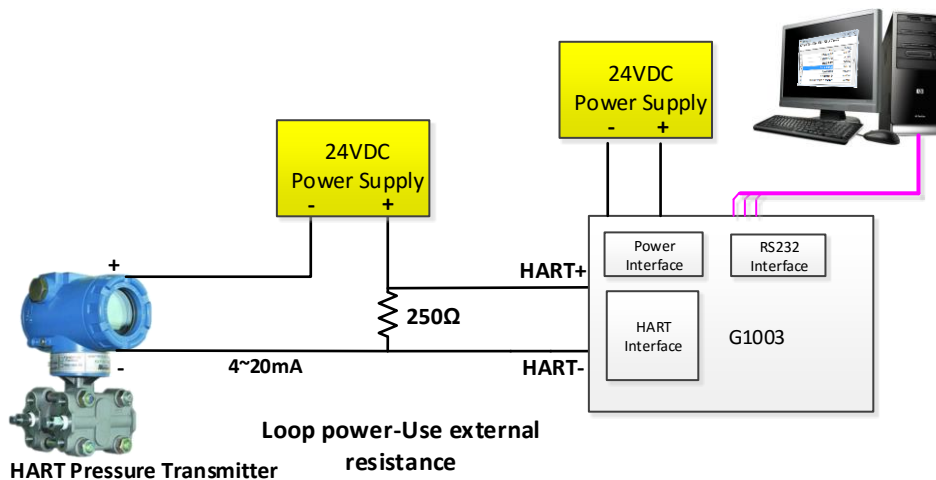 24VDC
Power Supply
-
+
24VDC
Power Supply
-
+
Power
Interface
RS232
Interface
HART+
+
250Ω
HART
Interface
G1003
-
4~20mA
HART-
Loop power-Use external
resistance
HART Pressure Transmitter